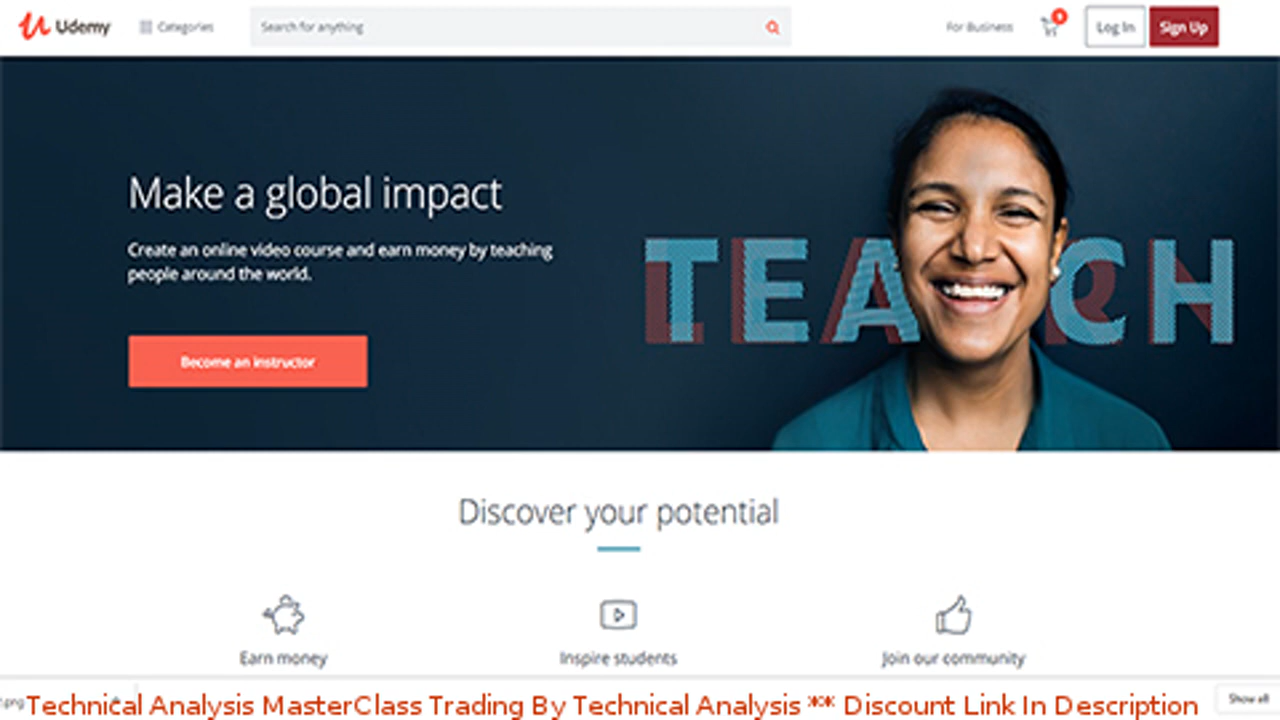 Udemy
Categories
Search for anything
For Business
Log In
Sign Up
Make a global impact
Create an online video course and earn money by teaching
people around the world.
TEACH
Become an instructor
Discover your potential
Earn money
Inspire students
Join our community
Technical Analysis MasterClass Trading By Technical Analysis ** Discount Link In Description
Show all